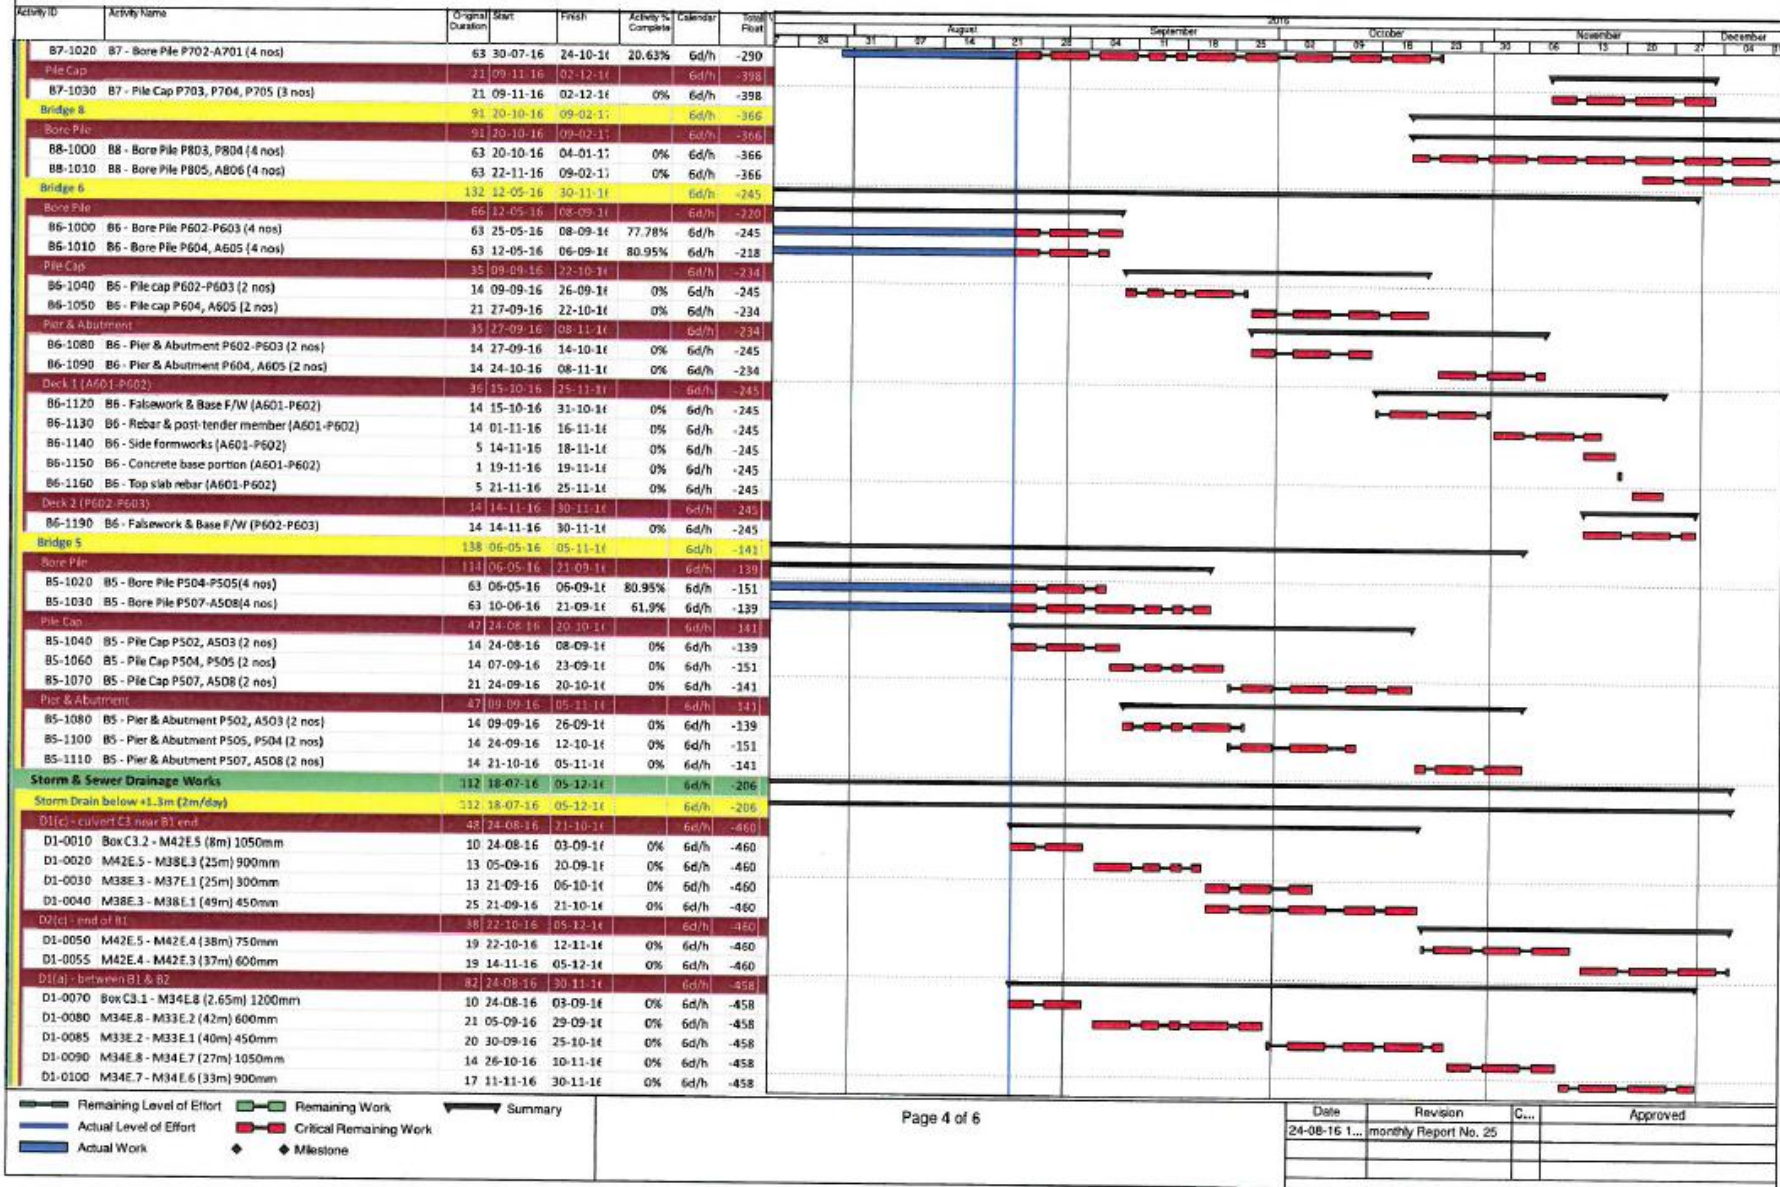 Activity ID Activity Name Original Duration Start Finish Activity % Complete Calendar Total Float
2016
August September October November December
24 31 07 14 21 28 04 11 18 25 02 09 16 23 30 06 13 20 27 04
B7-1020 B7 - Bore Pile P702-A701 (4 nos) 63 30-07-16 24-10-16 20.63% 6d/h -290
Pile Cap 21 09-11-16 02-12-16 6d/h -398
B7-1030 B7 - Pile Cap P703, P704, P705 (3 nos) 21 09-11-16 02-12-16 0% 6d/h -398
Bridge 8 91 20-10-16 09-02-17 6d/h -366
Bore Pile 91 20-10-16 09-02-17 6d/h -366
B8-1000 B8 - Bore Pile P803, P804 (4 nos) 63 20-10-16 04-01-17 0% 6d/h -366
B8-1010 B8 - Bore Pile P805, A806 (4 nos) 63 22-11-16 09-02-17 0% 6d/h -366
Bridge 6 132 12-05-16 30-11-16 6d/h -245
Bore Pile 66 12-05-16 08-09-16 6d/h -220
B6-1000 B6 - Bore Pile P602-P603 (4 nos) 63 25-05-16 08-09-16 77.78% 6d/h -245
B6-1010 B6 - Bore Pile P604, A605 (4 nos) 63 12-05-16 06-09-16 80.95% 6d/h -218
Pile Cap 35 09-09-16 22-10-16 6d/h -234
B6-1040 B6 - Pile cap P602-P603 (2 nos) 14 09-09-16 26-09-16 0% 6d/h -245
B6-1050 B6 - Pile cap P604, A605 (2 nos) 21 27-09-16 22-10-16 0% 6d/h -234
Pier & Abutment 35 27-09-16 08-11-16 6d/h -234
B6-1080 B6 - Pier & Abutment P602-P603 (2 nos) 14 27-09-16 14-10-16 0% 6d/h -245
B6-1090 B6 - Pier & Abutment P604, A605 (2 nos) 14 24-10-16 08-11-16 0% 6d/h -234
Deck 1 (A601-P602) 36 15-10-16 25-11-16 6d/h -245
B6-1120 B6 - Falsework & Base F/W (A601-P602) 14 15-10-16 31-10-16 0% 6d/h -245
B6-1130 B6 - Rebar & post-tender member (A601-P602) 14 01-11-16 16-11-16 0% 6d/h -245
B6-1140 B6 - Side formworks (A601-P602) 5 14-11-16 18-11-16 0% 6d/h -245
B6-1150 B6 - Concrete base portion (A601-P602) 1 19-11-16 19-11-16 0% 6d/h -245
B6-1160 B6 - Top slab rebar (A601-P602) 5 21-11-16 25-11-16 0% 6d/h -245
Deck 2 (P602-P603) 14 14-11-16 30-11-16 6d/h -245
B6-1190 B6 - Falsework & Base F/W (P602-P603) 14 14-11-16 30-11-16 0% 6d/h -245
Bridge 5 138 06-05-16 05-11-16 6d/h -141
Bore Pile 114 06-05-16 21-09-16 6d/h -139
B5-1020 B5 - Bore Pile P504-P505(4 nos) 63 06-05-16 06-09-16 80.95% 6d/h -151
B5-1030 B5 - Bore Pile P507-A508(4 nos) 63 10-06-16 21-09-16 61.9% 6d/h -139
Pile Cap 47 24-08-16 20-10-16 6d/h -141
B5-1040 B5 - Pile Cap P502, A503 (2 nos) 14 24-08-16 08-09-16 0% 6d/h -139
B5-1060 B5 - Pile Cap P504, P505 (2 nos) 14 07-09-16 23-09-16 0% 6d/h -151
B5-1070 B5 - Pile Cap P507, A508 (2 nos) 21 24-09-16 20-10-16 0% 6d/h -141
Pier & Abutment 47 09-09-16 05-11-16 6d/h -141
B5-1080 B5 - Pier & Abutment P502, A503 (2 nos) 14 09-09-16 26-09-16 0% 6d/h -139
B5-1100 B5 - Pier & Abutment P505, P504 (2 nos) 14 24-09-16 12-10-16 0% 6d/h -151
B5-1110 B5 - Pier & Abutment P507, A508 (2 nos) 14 21-10-16 05-11-16 0% 6d/h -141
Storm & Sewer Drainage Works 112 18-07-16 05-12-16 6d/h -206
Storm Drain below +1.3m (2m/day) 112 18-07-16 05-12-16 6d/h -206
D1(c) - culvert C3 near B1 end 48 24-08-16 21-10-16 6d/h -460
D1-0010 Box C3.2 - M42E.5 (8m) 1050mm 10 24-08-16 03-09-16 0% 6d/h -460
D1-0020 M42E.5 - M38E.3 (25m) 900mm 13 05-09-16 20-09-16 0% 6d/h -460
D1-0030 M38E.3 - M37E.1 (25m) 300mm 13 21-09-16 06-10-16 0% 6d/h -460
D1-0040 M38E.3 - M38E.1 (49m) 450mm 25 21-09-16 21-10-16 0% 6d/h -460
D2(c) - end of B1 38 22-10-16 05-12-16 6d/h -460
D1-0050 M42E.5 - M42E.4 (38m) 750mm 19 22-10-16 12-11-16 0% 6d/h -460
D1-0055 M42E.4 - M42E.3 (37m) 600mm 19 14-11-16 05-12-16 0% 6d/h -460
D1(a) - between B1 & B2 82 24-08-16 30-11-16 6d/h -458
D1-0070 Box C3.1 - M34E.8 (2.65m) 1200mm 10 24-08-16 03-09-16 0% 6d/h -458
D1-0080 M34E.8 - M33E.2 (42m) 600mm 21 05-09-16 29-09-16 0% 6d/h -458
D1-0085 M33E.2 - M33E.1 (40m) 450mm 20 30-09-16 25-10-16 0% 6d/h -458
D1-0090 M34E.8 - M34E.7 (27m) 1050mm 14 26-10-16 10-11-16 0% 6d/h -458
D1-0100 M34E.7 - M34E.6 (33m) 900mm 17 11-11-16 30-11-16 0% 6d/h -458
Remaining Level of Effort Remaining Work Summary
Actual Level of Effort Critical Remaining Work
Actual Work Milestone
Page 4 of 6
Date Revision C... Approved
24-08-16 1... monthly Report No. 25